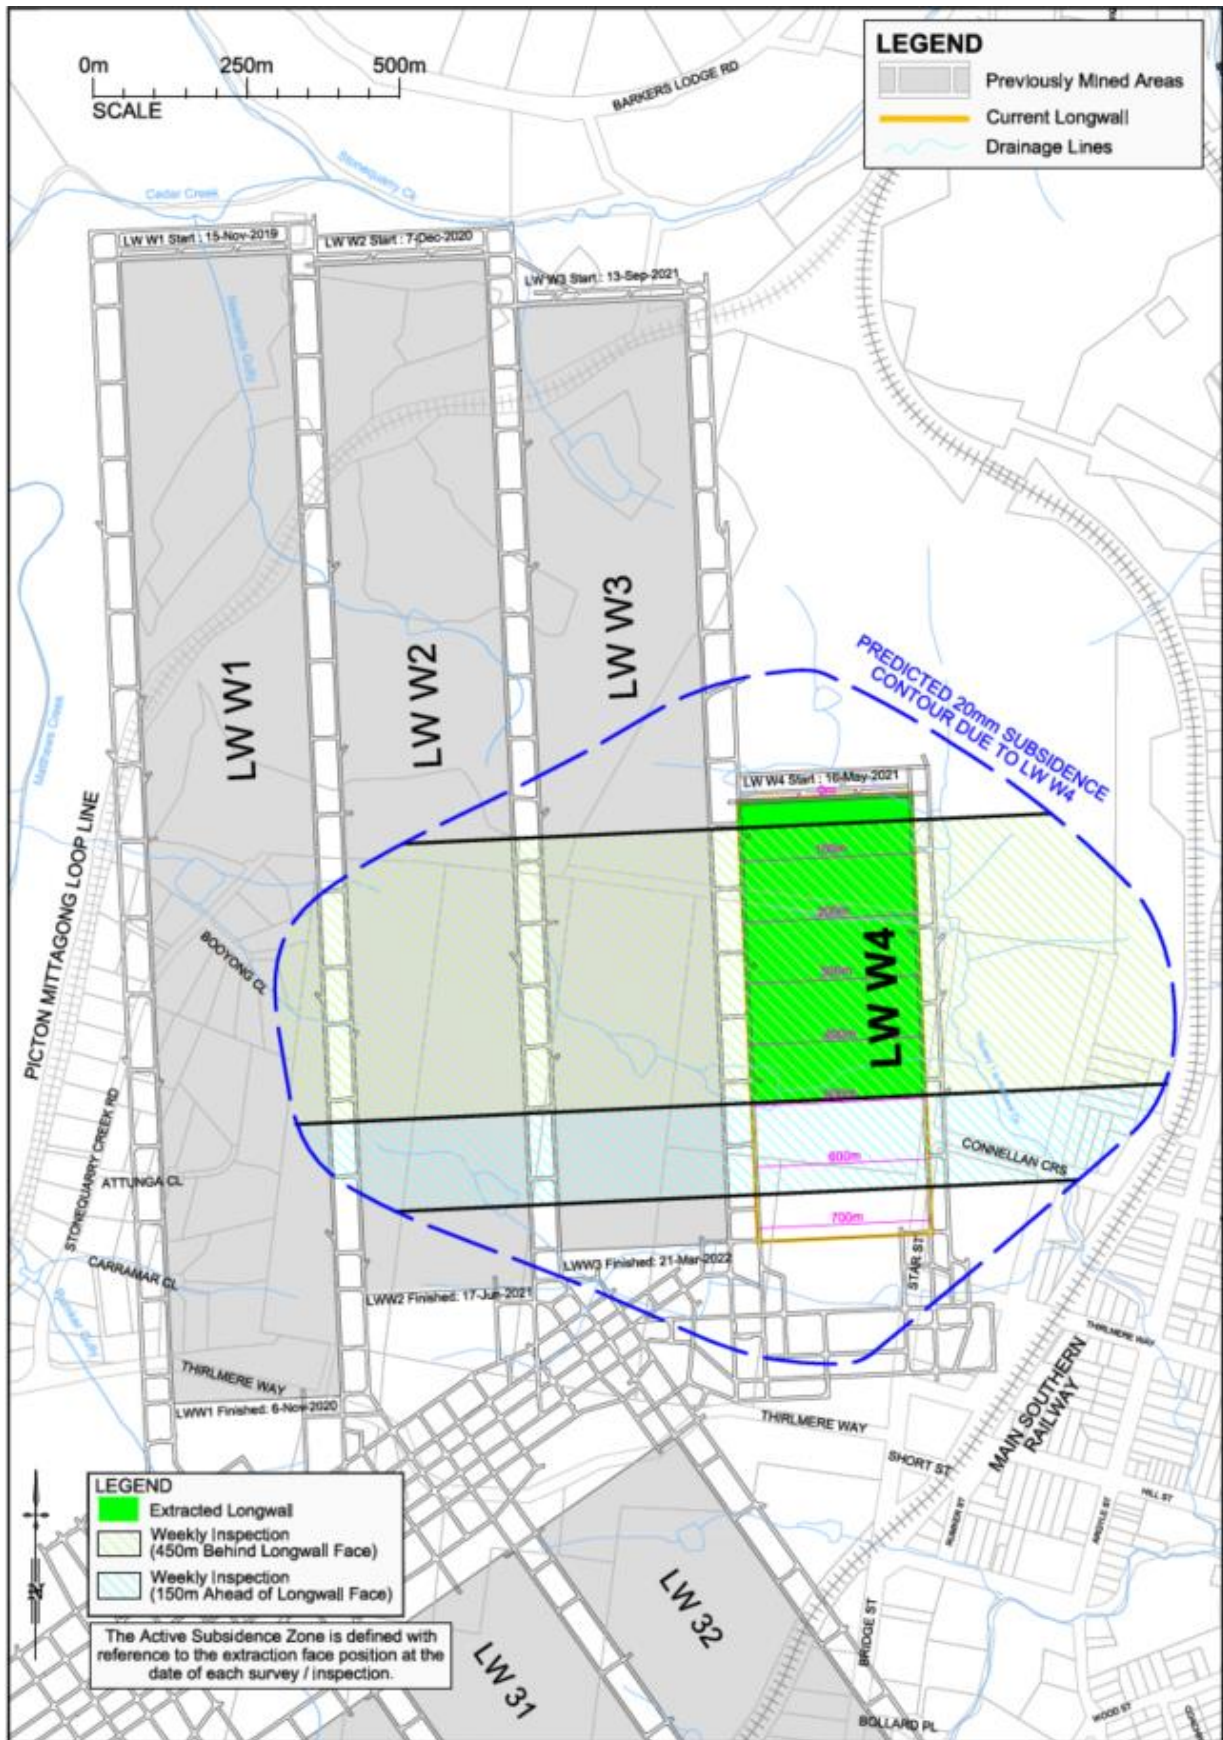 LEGEND
Previously Mined Areas
Current Longwall
Drainage Lines
0m 250m 500m
SCALE
BARKERS LODGE RD
Stonequarry Ck
Cedar Creek
LW W1 Start : 15-Nov-2019
LW W2 Start : 7-Dec-2020
LW W3 Start : 13-Sep-2021
LW W1
LW W2
LW W3
Matthews Creek
PREDICTED 20mm SUBSIDENCE
CONTOUR DUE TO LW W4
LW W4 Start : 16-May-2021
0m
100m
200m
300m
400m
LW W4
600m
700m
PICTON MITTAGONG LOOP LINE
BOOYONG CL
STONEQUARRY CREEK RD
ATTUNGA CL
CARRAMAR CL
CONNELLAN CRS
STAR ST
LWW3 Finished: 21-Mar-2022
LWW2 Finished: 17-Jun-2021
THIRLMERE WAY
LWW1 Finished: 6-Nov-2020
THIRLMERE WAY
MAIN SOUTHERN
RAILWAY
THIRLMERE WAY
SHORT ST
HILL ST
RUMKER ST
ARGYLE ST
BRIDGE ST
LW 32
LW 31
BOLLARD PL
WOOD ST
LEGEND
Extracted Longwall
Weekly Inspection
(450m Behind Longwall Face)
Weekly Inspection
(150m Ahead of Longwall Face)
The Active Subsidence Zone is defined with
reference to the extraction face position at the
date of each survey / inspection.